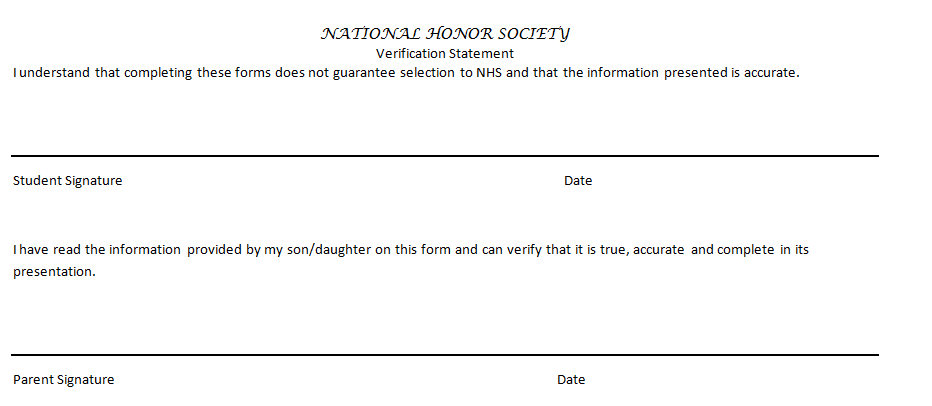 NATIONAL HONOR SOCIETY
Verification Statement
I understand that completing these forms does not guarantee selection to NHS and that the information presented is accurate.
Student Signature Date
I have read the information provided by my son/daughter on this form and can verify that it is true, accurate and complete in its
presentation.
Parent Signature Date